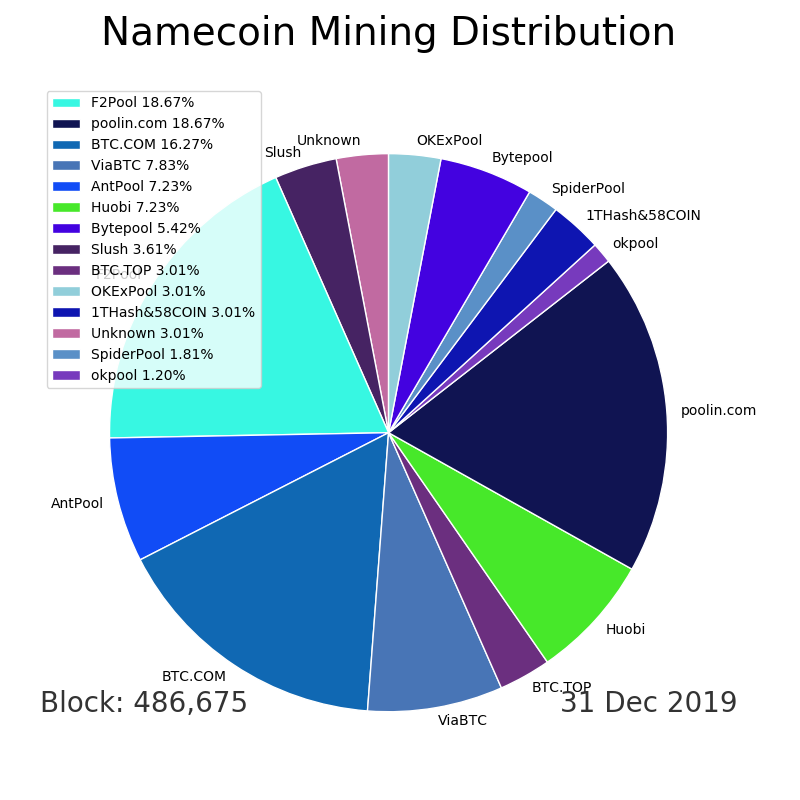 Namecoin Mining Distribution
F2Pool 18.67%
poolin.com 18.67%
BTC.COM 16.27%
ViaBTC 7.83%
AntPool 7.23%
Huobi 7.23%
Bytepool 5.42%
Slush 3.61%
BTC.TOP 3.01%
OKExPool 3.01%
1THash&58COIN 3.01%
Unknown 3.01%
SpiderPool 1.81%
okpool 1.20%
Slush
Unknown
OKExPool
Bytepool
SpiderPool
1THash&58COIN
okpool
F2Pool
poolin.com
AntPool
Huobi
BTC.COM
BTC.TOP
ViaBTC
Block: 486,675
31 Dec 2019